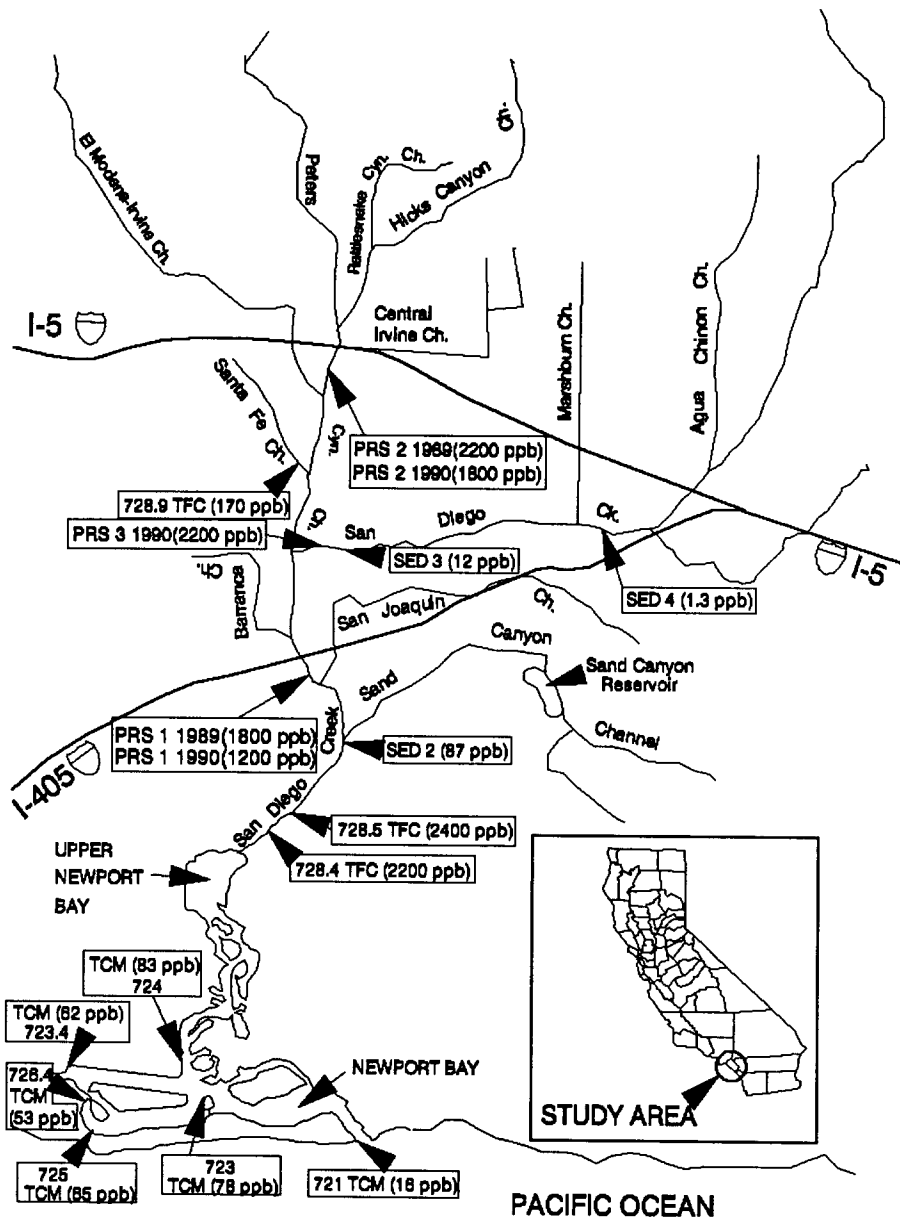 El Modena-Irvine Ch.
Peters
Rattlesnake Cyn. Ch.
Hicks Canyon Ch.
I-5
Central
Irvine Ch.
Marshburn Ch.
Agua Chinon Ch.
Santa Fe Ch.
Cyn.
Ch.
PRS 2 1989(2200 ppb)
PRS 2 1990(1800 ppb)
728.9 TFC (170 ppb)
PRS 3 1990(2200 ppb)
San Diego Ck.
SED 3 (12 ppb)
SED 4 (1.3 ppb)
I-5
Barranca Ch.
San Joaquin Ch.
Sand Canyon Channel
Sand Canyon
Reservoir
PRS 1 1989(1800 ppb)
PRS 1 1990(1200 ppb)
I-405
San Diego Creek
SED 2 (87 ppb)
728.5 TFC (2400 ppb)
728.4 TFC (2200 ppb)
UPPER
NEWPORT
BAY
TCM (83 ppb)
724
TCM (62 ppb)
723.4
726.4
TCM
(53 ppb)
NEWPORT BAY
725
TCM (65 ppb)
723
TCM (78 ppb)
721 TCM (16 ppb)
STUDY AREA
PACIFIC OCEAN